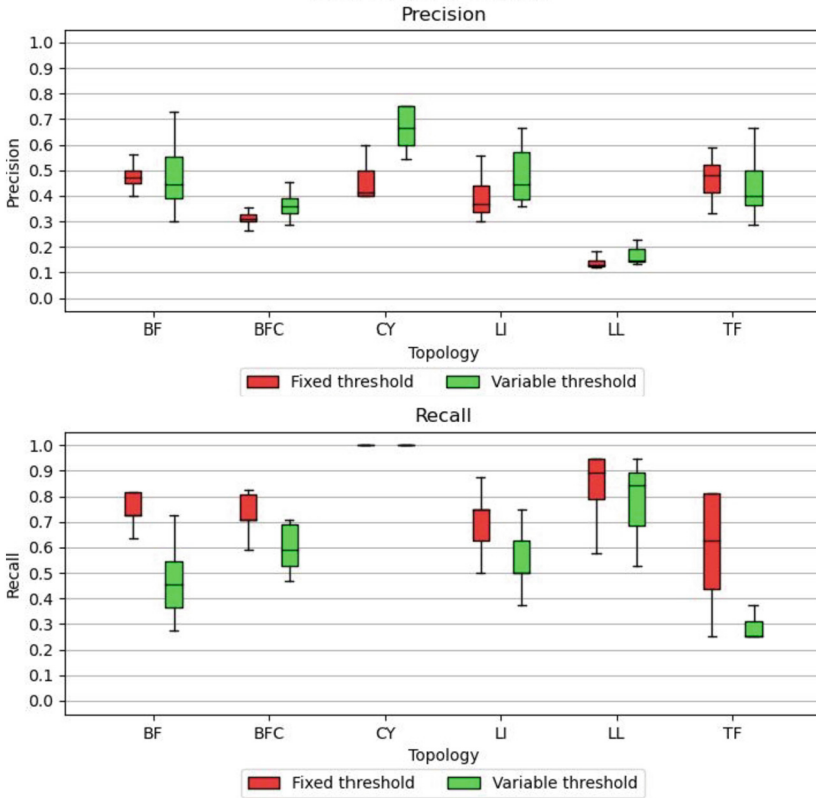 Precision
1.0
0.9
0.8
0.7
0.6
0.5
0.4
0.3
0.2
0.1
0.0
Precision
BF BFC CY LI LL TF
Topology
Fixed threshold Variable threshold
Recall
1.0
0.9
0.8
0.7
0.6
0.5
0.4
0.3
0.2
0.1
0.0
Recall
BF BFC CY LI LL TF
Topology
Fixed threshold Variable threshold